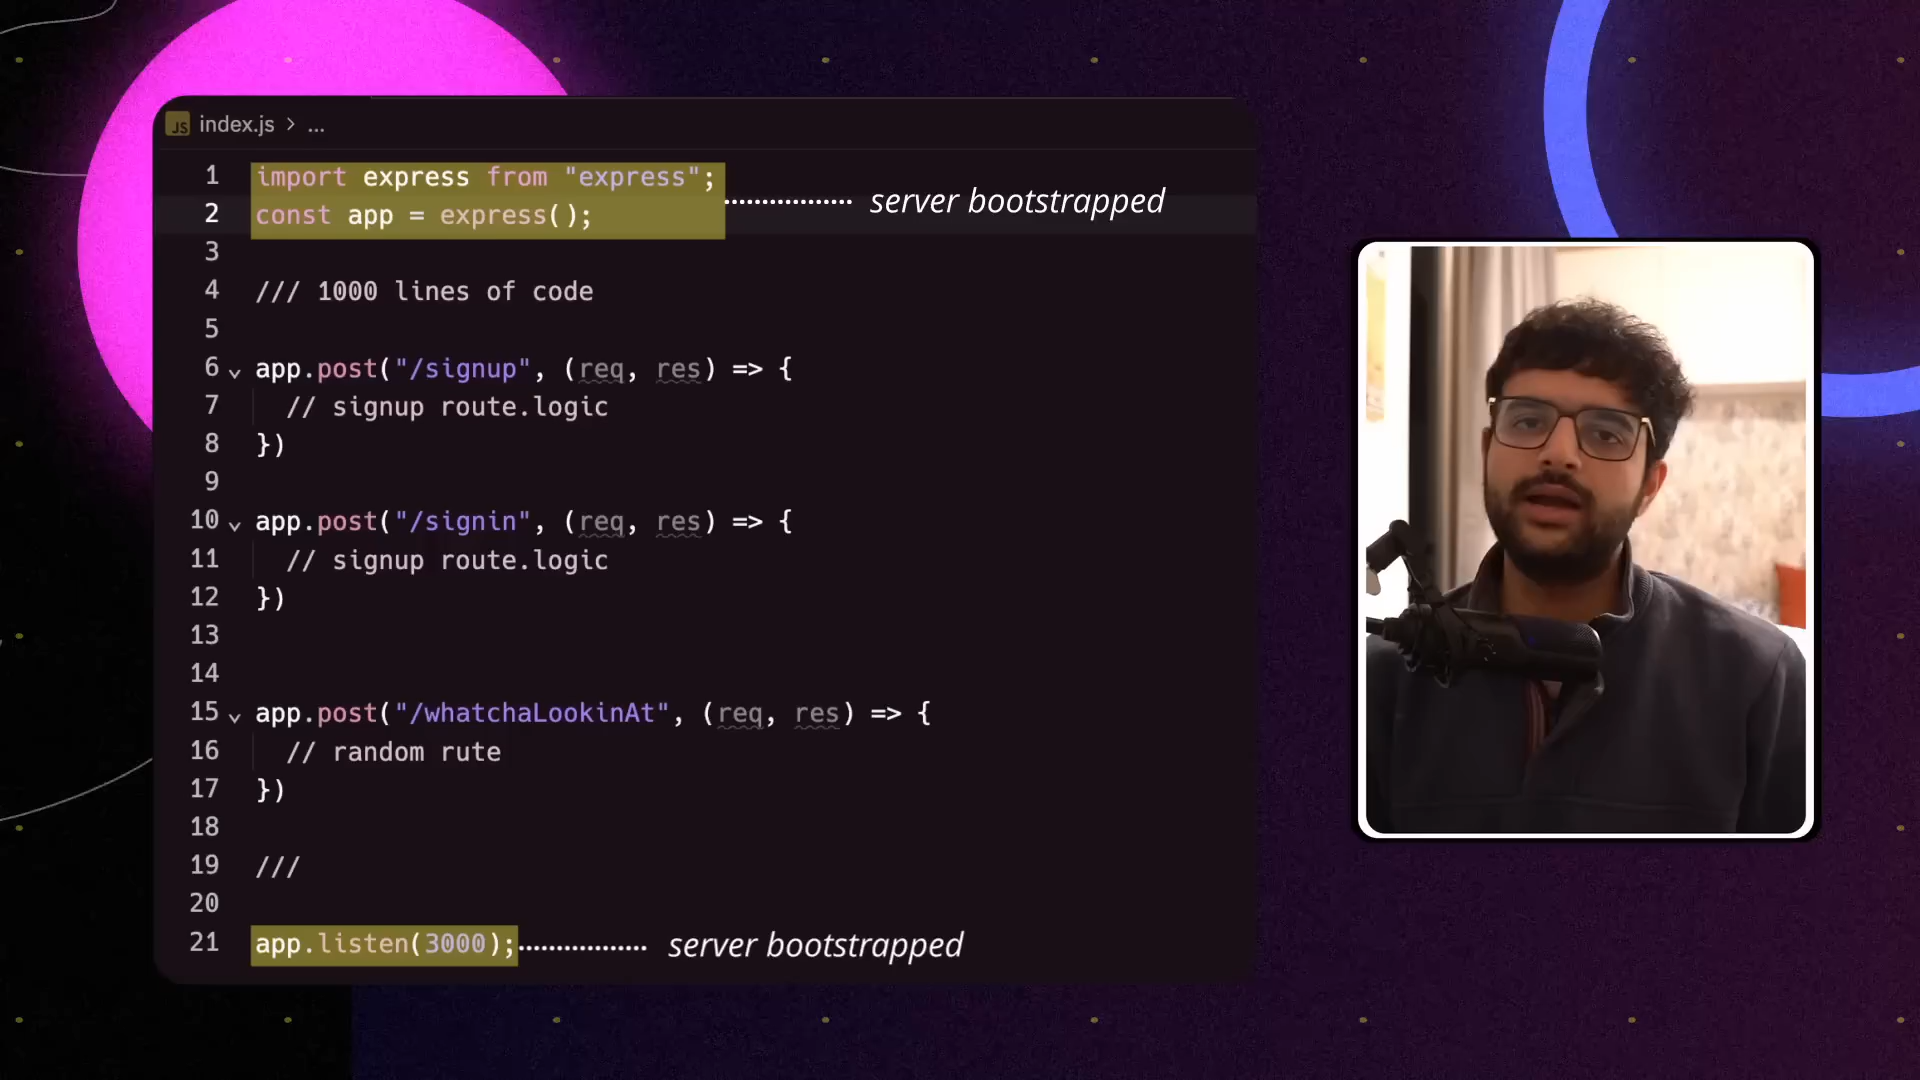 JS index.js > ...
1 import express from "express";
server bootstrapped
2 const app = express();
3
4 /// 1000 lines of code
5
6 app.post("/signup", (req, res) => {
7 // signup route.logic
8 })
9
10 app.post("/signin", (req, res) => {
11 // signup route.logic
12 })
13
14
15 app.post("/whatchaLookinAt", (req, res) => {
16 // random rute
17 })
18
19 ///
20
21 app.listen(3000); server bootstrapped